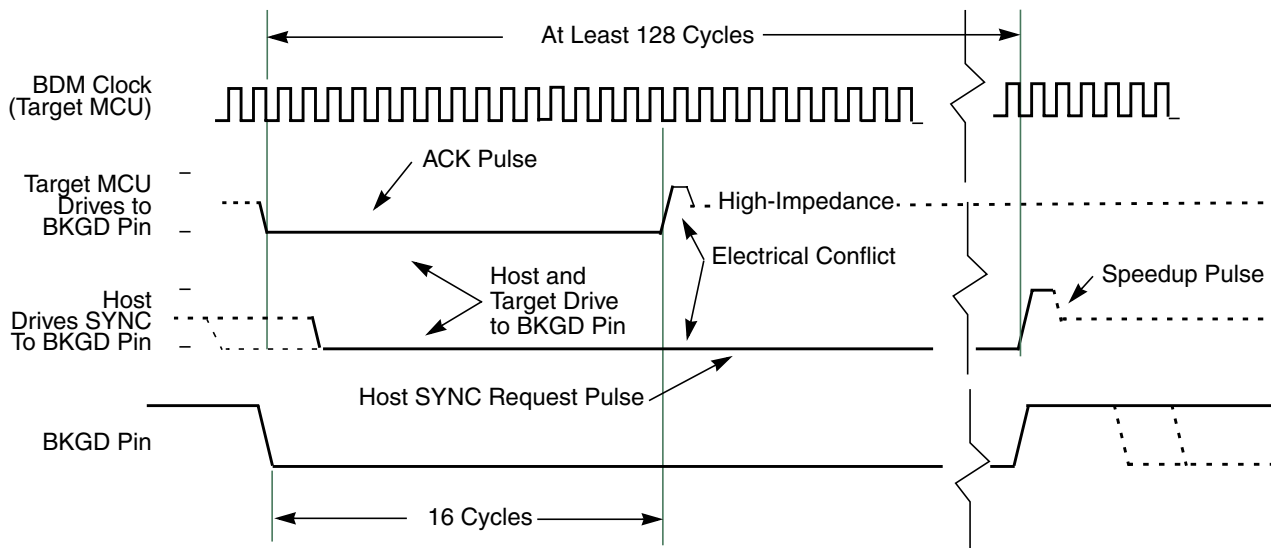 At Least 128 Cycles
BDM Clock
(Target MCU)
ACK Pulse
Target MCU
Drives to
BKGD Pin
High-Impedance
Electrical Conflict
Host and
Target Drive
to BKGD Pin
Speedup Pulse
Host
Drives SYNC
To BKGD Pin
Host SYNC Request Pulse
BKGD Pin
16 Cycles